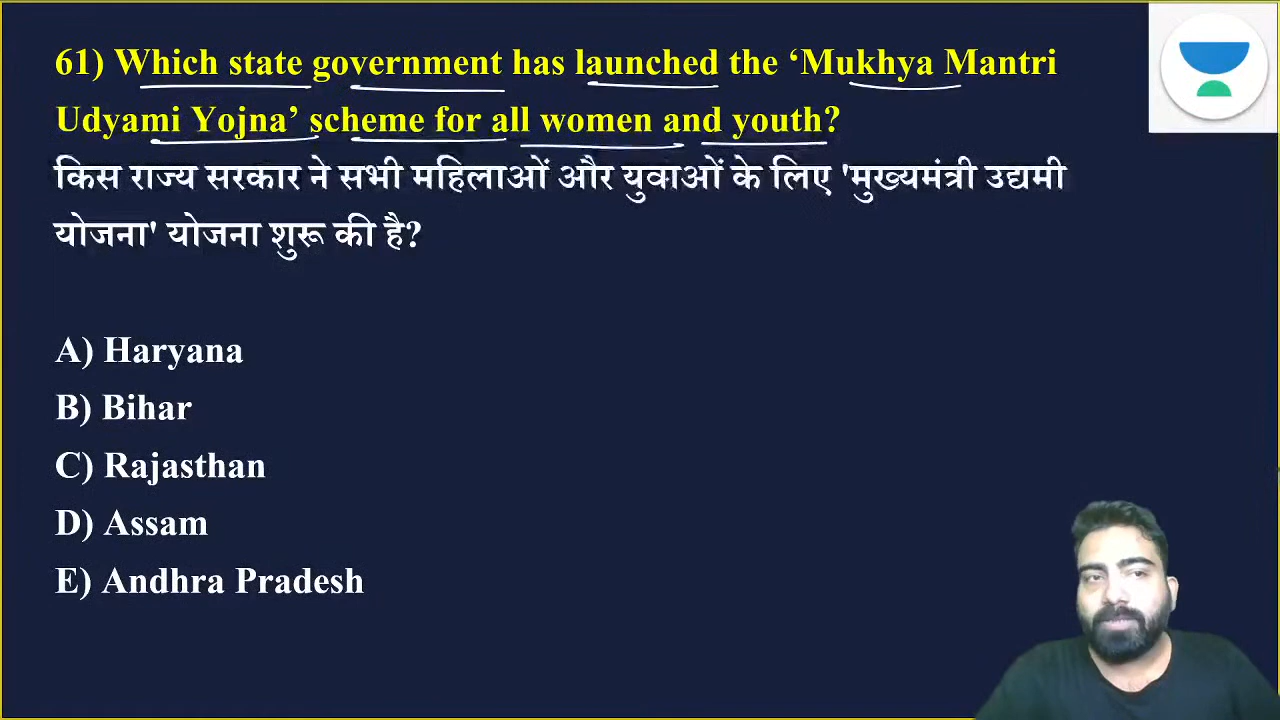 61) Which state government has launched the ‘Mukhya Mantri
Udyami Yojna’ scheme for all women and youth?
किस राज्य सरकार ने सभी महिलाओं और युवाओं के लिए 'मुख्यमंत्री उद्यमी
योजना' योजना शुरू की है?
A) Haryana
B) Bihar
C) Rajasthan
D) Assam
E) Andhra Pradesh